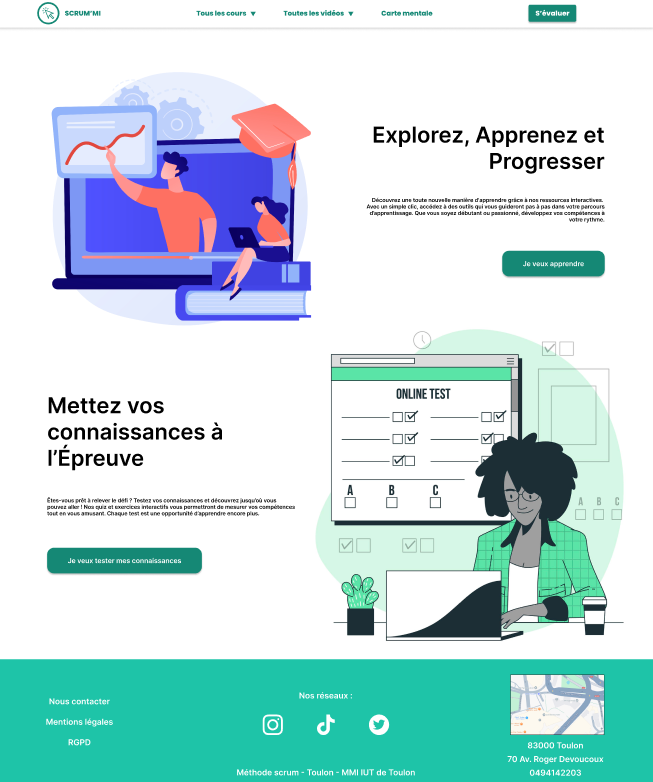 SCRUM'MI
Tous les cours
Toutes les vidéos
Carte mentale
S'évaluer
Explorez, Apprenez et
Progresser
Découvrez une toute nouvelle manière d'apprendre grâce à nos ressources interactives.
Avec un simple clic, accédez à des outils qui vous guideront pas à pas dans votre parcours
d'apprentissage. Que vous soyez débutant ou passionné, développez vos compétences à
votre rythme.
Je veux apprendre
ONLINE TEST
A B C
A B C
Mettez vos
connaissances à
l'Épreuve
Êtes-vous prêt à relever le défi ? Testez vos connaissances et découvrez jusqu'où vous
pouvez aller ! Nos quiz et exercices interactifs vous permettront de mesurer vos compétences
tout en vous amusant. Chaque test est une opportunité d'apprendre encore plus.
Je veux tester mes connaissances
Nous contacter
Mentions légales
RGPD
Nos réseaux :
Méthode scrum - Toulon - MMI IUT de Toulon
83000 Toulon
70 Av. Roger Devoucoux
0494142203